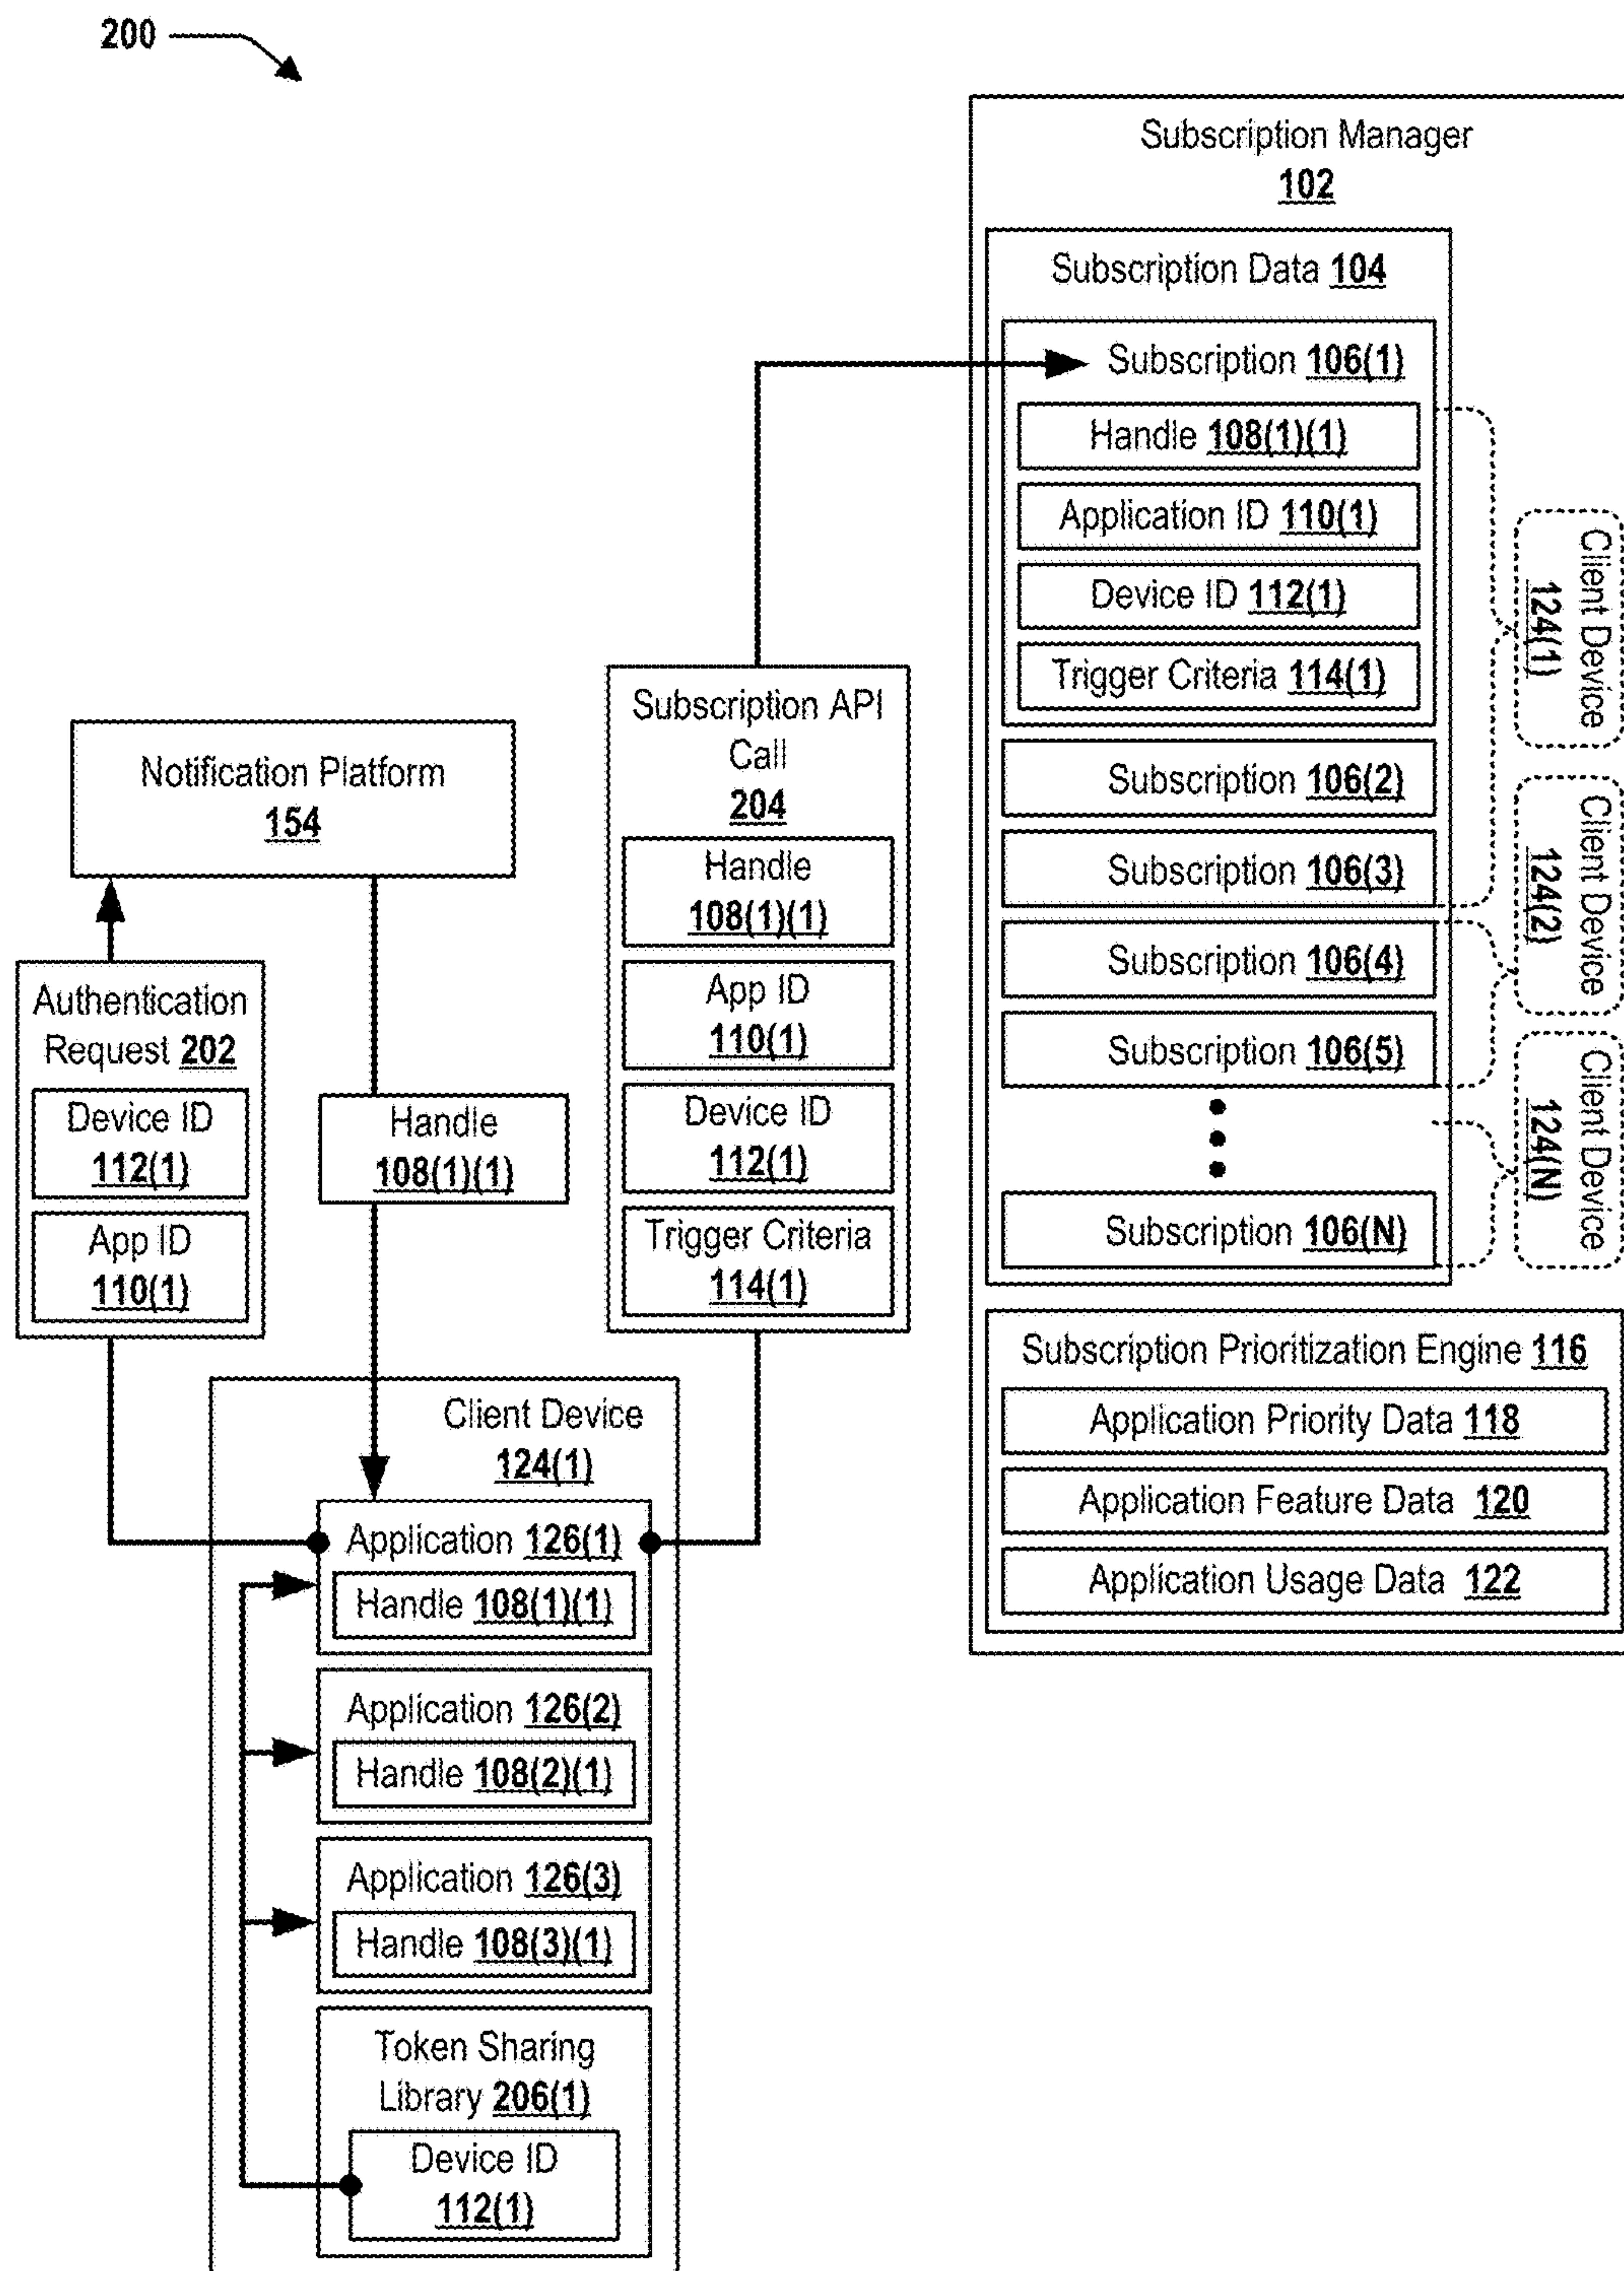 200
Subscription Manager
102
Subscription Data 104
Subscription 106(1)
Handle 108(1)(1)
Application ID 110(1)
Device ID 112(1)
Trigger Criteria 114(1)
Subscription 106(2)
Subscription 106(3)
Subscription 106(4)
Subscription 106(5)
Subscription 106(N)
Client Device
124(1)
Client Device
124(2)
Client Device
124(N)
Subscription Prioritization Engine 116
Application Priority Data 118
Application Feature Data 120
Application Usage Data 122
Subscription API
Call
204
Handle
108(1)(1)
App ID
110(1)
Device ID
112(1)
Trigger Criteria
114(1)
Notification Platform
154
Authentication
Request 202
Device ID
112(1)
App ID
110(1)
Handle
108(1)(1)
Client Device
124(1)
Application 126(1)
Handle 108(1)(1)
Application 126(2)
Handle 108(2)(1)
Application 126(3)
Handle 108(3)(1)
Token Sharing
Library 206(1)
Device ID
112(1)